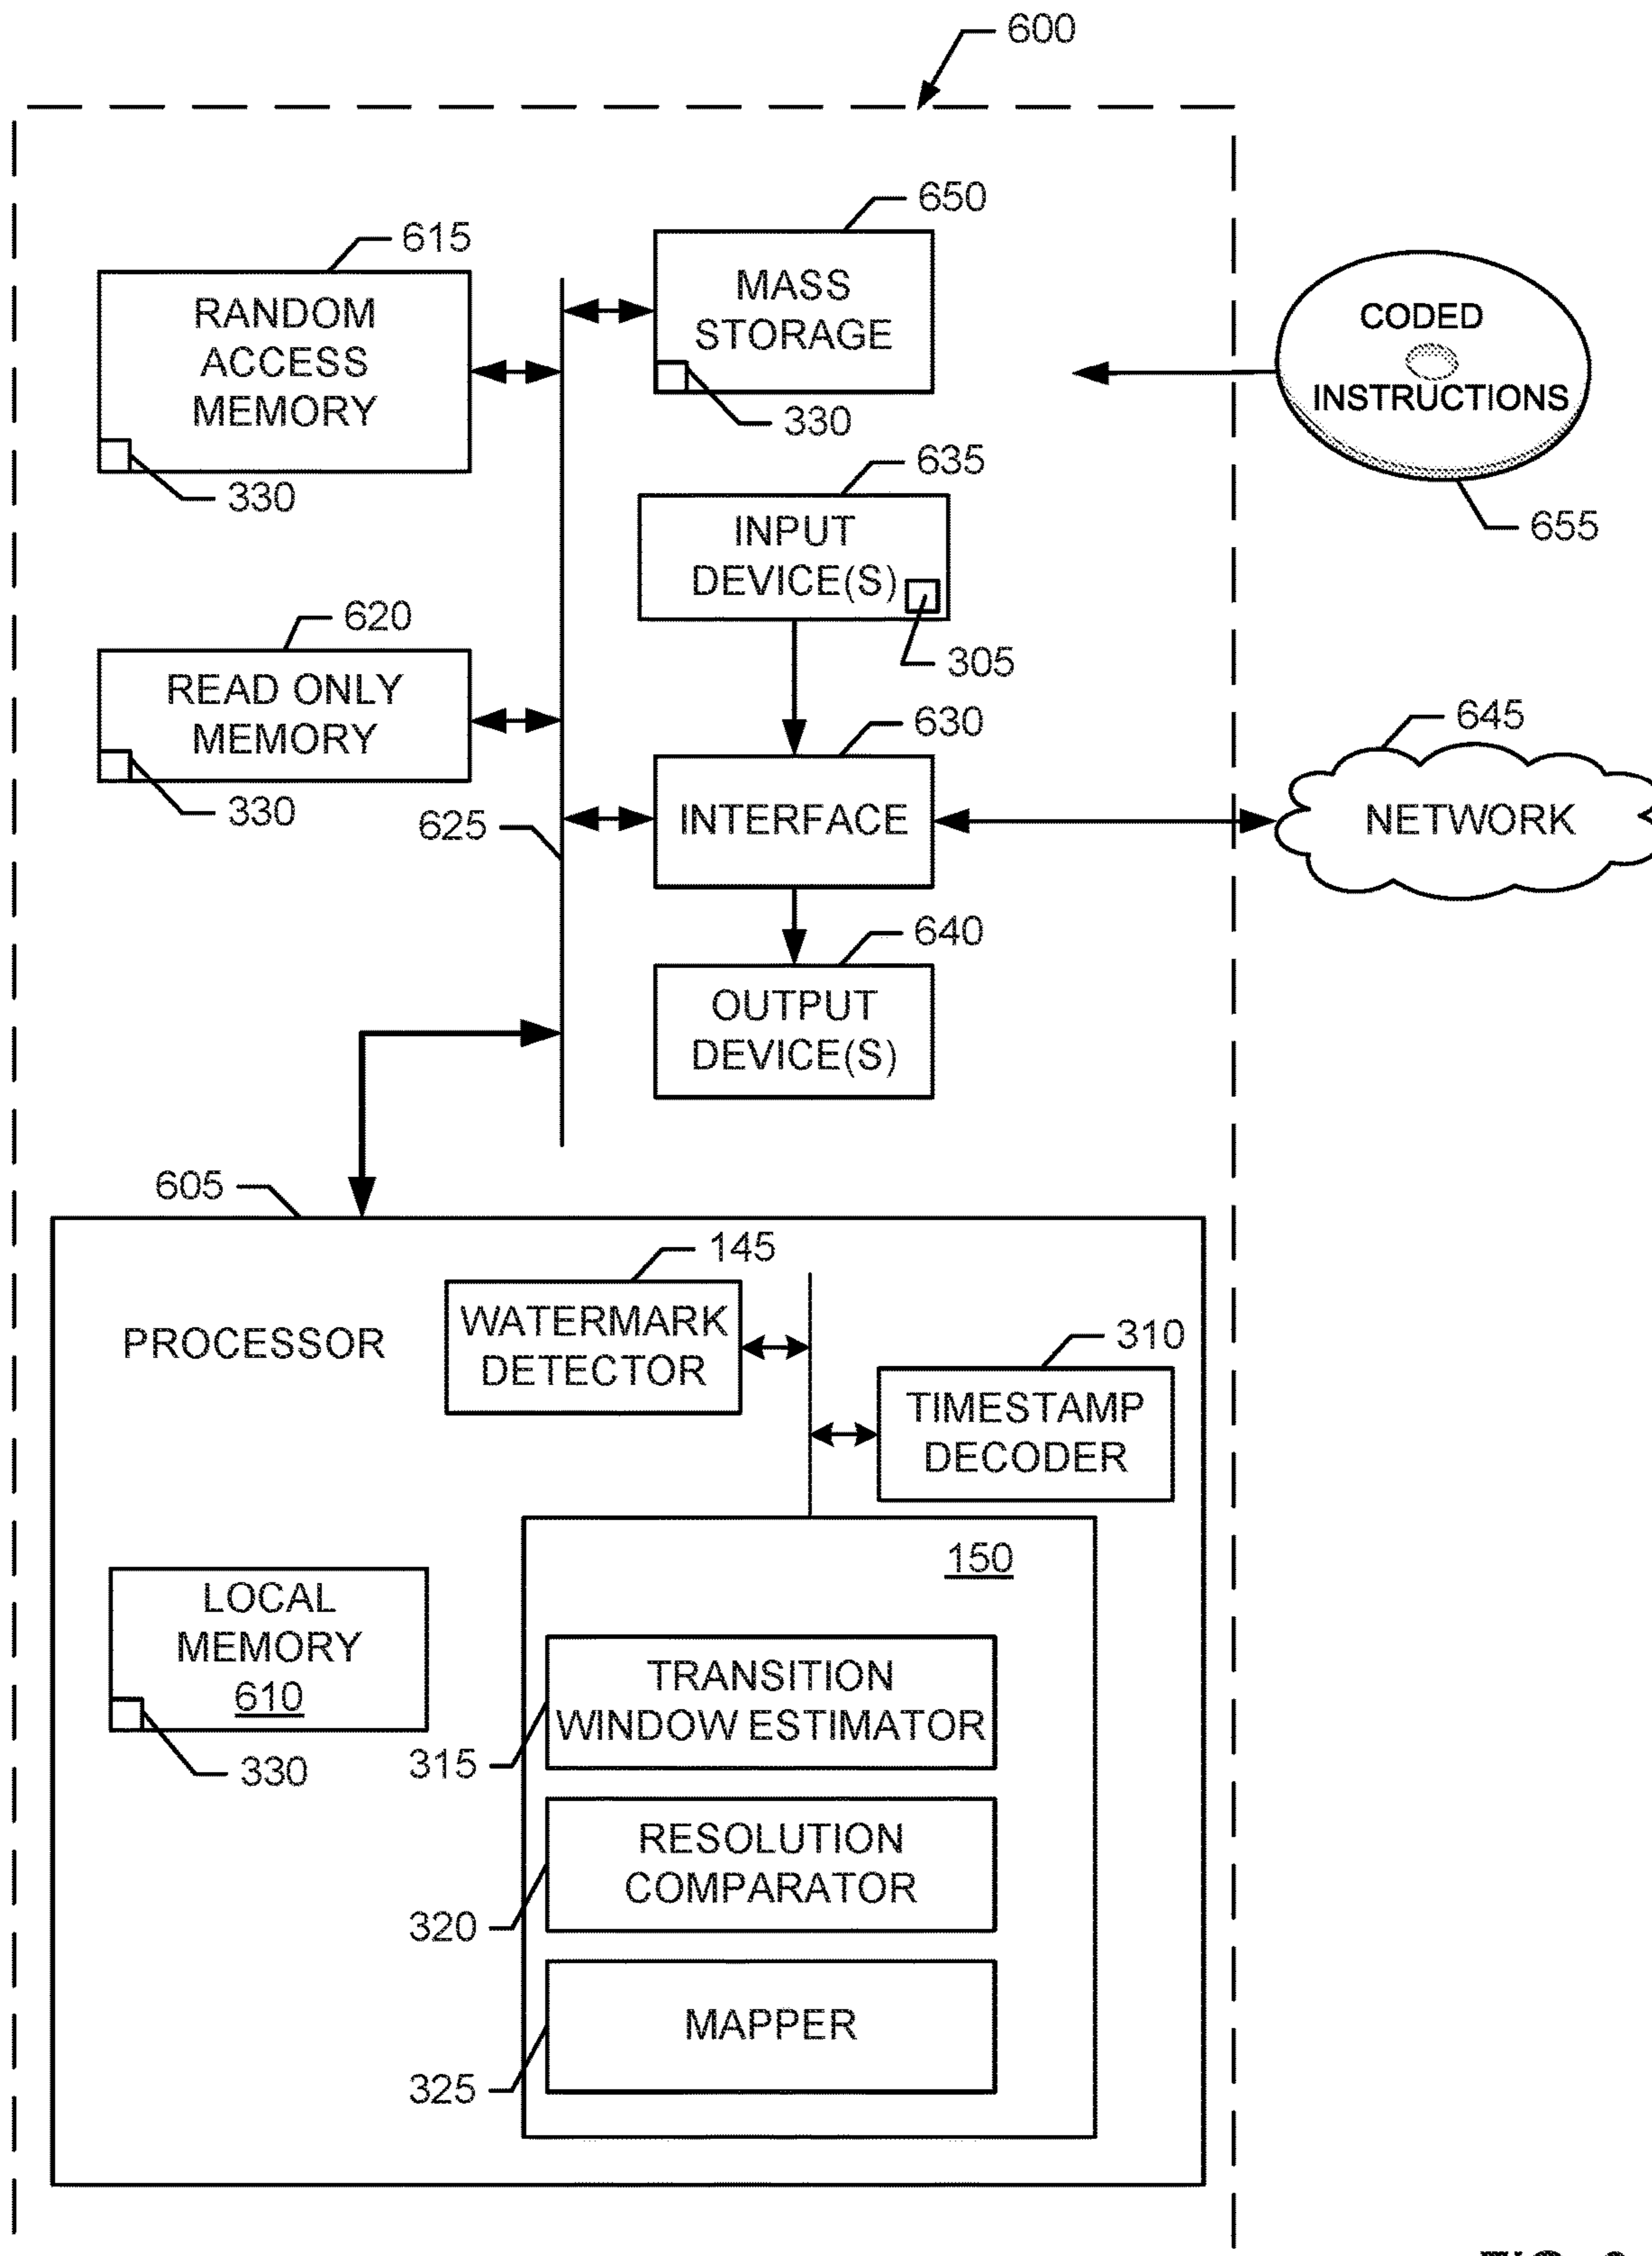 600
650
615
MASS
STORAGE
RANDOM
ACCESS
MEMORY
330
330
CODED
INSTRUCTIONS
655
635
INPUT
DEVICE(S)
305
620
READ ONLY
MEMORY
330
630
INTERFACE
625
645
NETWORK
640
OUTPUT
DEVICE(S)
605
PROCESSOR
145
WATERMARK
DETECTOR
310
TIMESTAMP
DECODER
150
LOCAL
MEMORY
610
330
TRANSITION
WINDOW ESTIMATOR
315
RESOLUTION
COMPARATOR
320
MAPPER
325